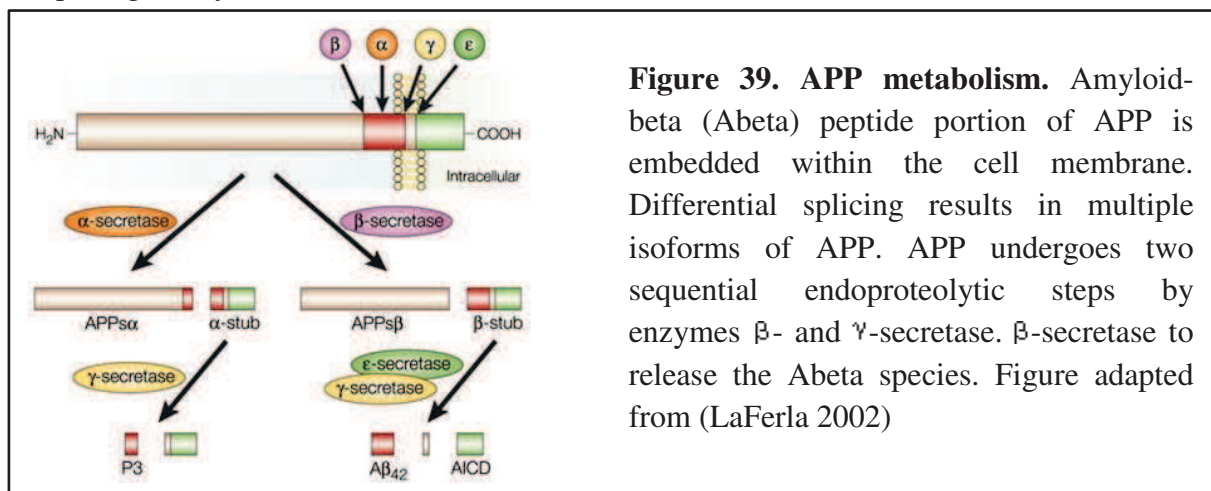 β α γ ε
H₂N
COOH
Intracellular
α-secretase
β-secretase
APPsα
α-stub
APPsβ
β-stub
γ-secretase
ε-secretase
γ-secretase
P3
Aβ₄₂
AICD
Figure 39. APP metabolism. Amyloid-
beta (Abeta) peptide portion of APP is
embedded within the cell membrane.
Differential splicing results in multiple
isoforms of APP. APP undergoes two
sequential endoproteolytic steps by
enzymes β- and γ-secretase. β-secretase to
release the Abeta species. Figure adapted
from (LaFerla 2002)